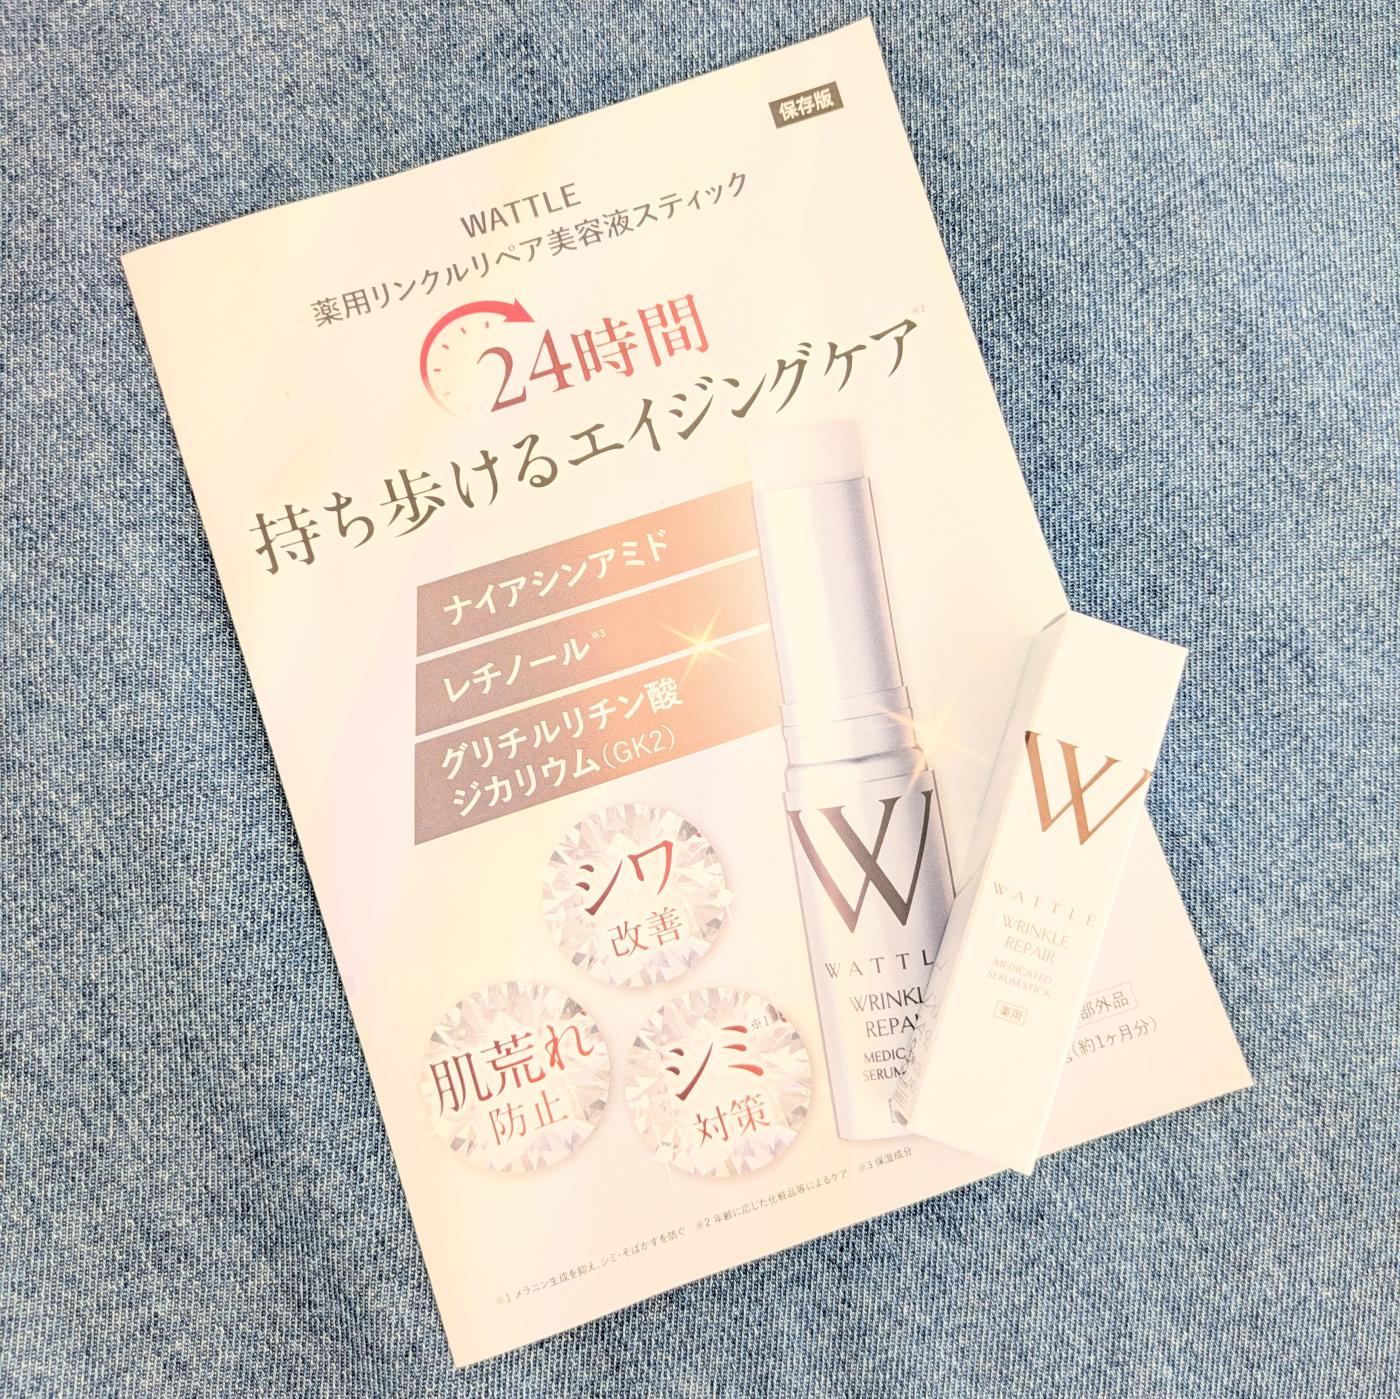 保存版
WATTLE
薬用リンクルリペア美容液スティック
24時間
持ち歩けるエイジングケア※2
ナイアシンアミド
レチノール※3
グリチルリチン酸
ジカリウム(GK2)
シワ
改善
肌荒れ
防止
シミ※1
対策
W
WATTL
WRINKL
REPA
MEDIC
SERUM
部外品
(約1ヶ月分)
※1 メラニン生成を抑え、シミ・そばかすを防ぐ ※2 年齢に応じた化粧品等によるケア ※3 保湿成分
W
WATTLE
WRINKLE
REPAIR
MEDICATED
SERUM STICK
薬用